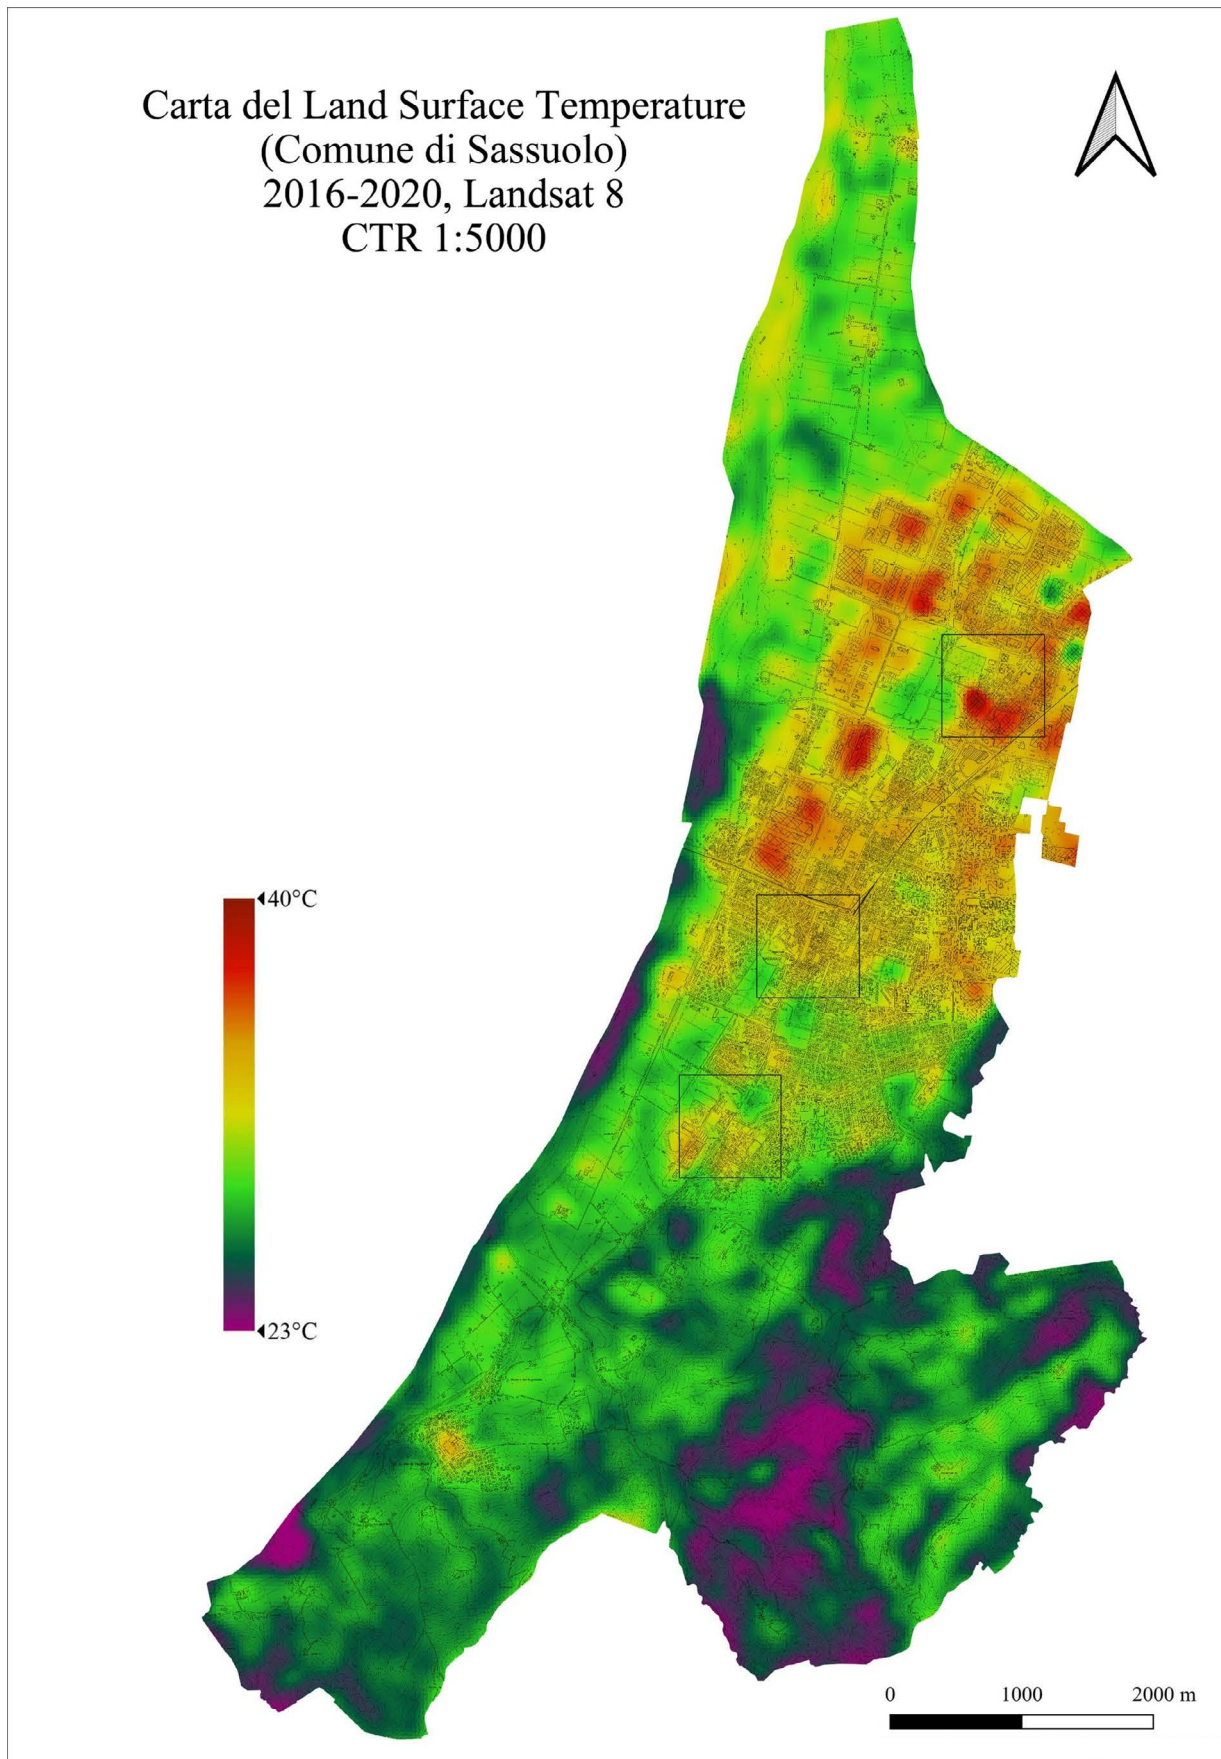 Carta del Land Surface Temperature
(Comune di Sassuolo)
2016-2020, Landsat 8
CTR 1:5000
40°C
23°C
0 1000 2000 m